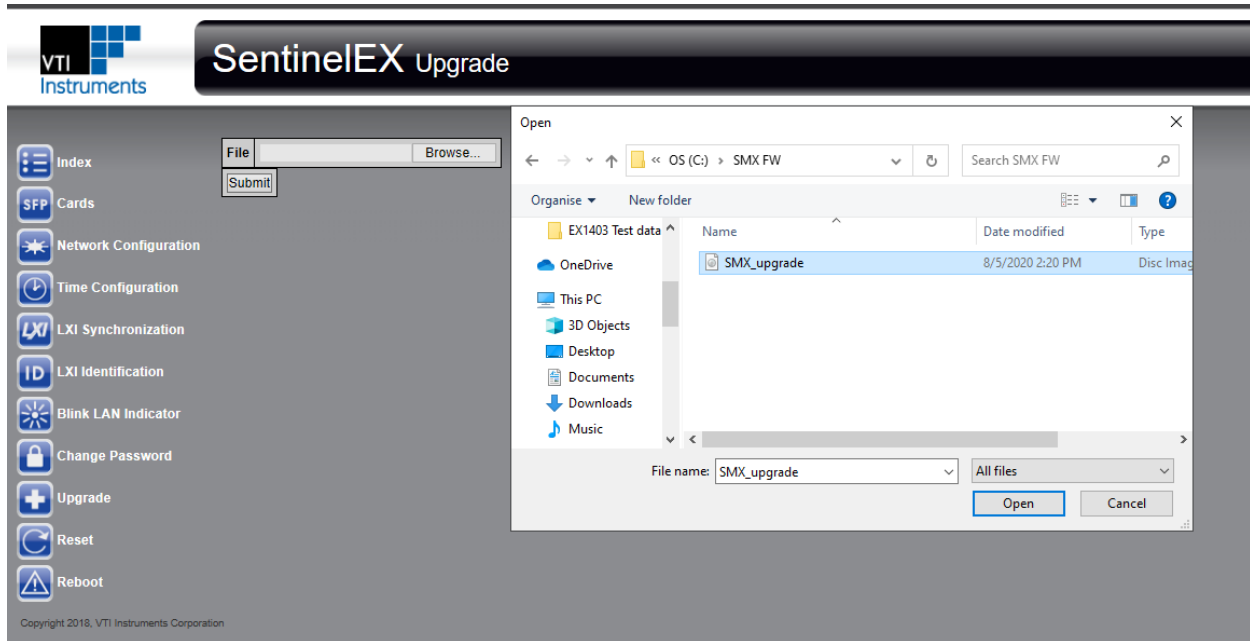 VTI
Instruments
SentinelEX Upgrade
Index
SFP Cards
Network Configuration
Time Configuration
LXI LXI Synchronization
ID LXI Identification
Blink LAN Indicator
Change Password
Upgrade
Reset
Reboot
Copyright 2018, VTI Instruments Corporation
File Browse...
Submit
Open
« OS (C:) › SMX FW
Search SMX FW
Organise
New folder
?
Name Date modified Type
SMX_upgrade 8/5/2020 2:20 PM Disc Imag
EX1403 Test data
OneDrive
This PC
3D Objects
Desktop
Documents
Downloads
Music
File name: SMX_upgrade All files
Open Cancel